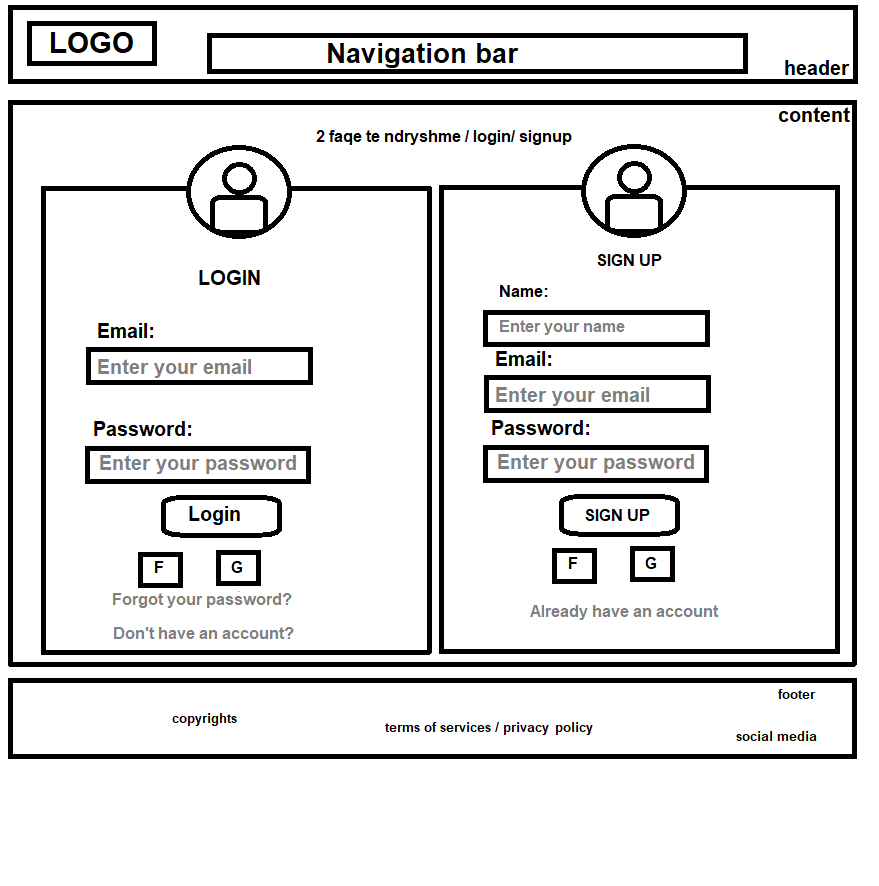 LOGO
Navigation bar
header
content
2 faqe te ndryshme / login/ signup
LOGIN
Email:
Enter your email
Password:
Enter your password
Login
F
G
Forgot your password?
Don't have an account?
SIGN UP
Name:
Enter your name
Email:
Enter your email
Password:
Enter your password
SIGN UP
F
G
Already have an account
footer
copyrights
terms of services / privacy policy
social media